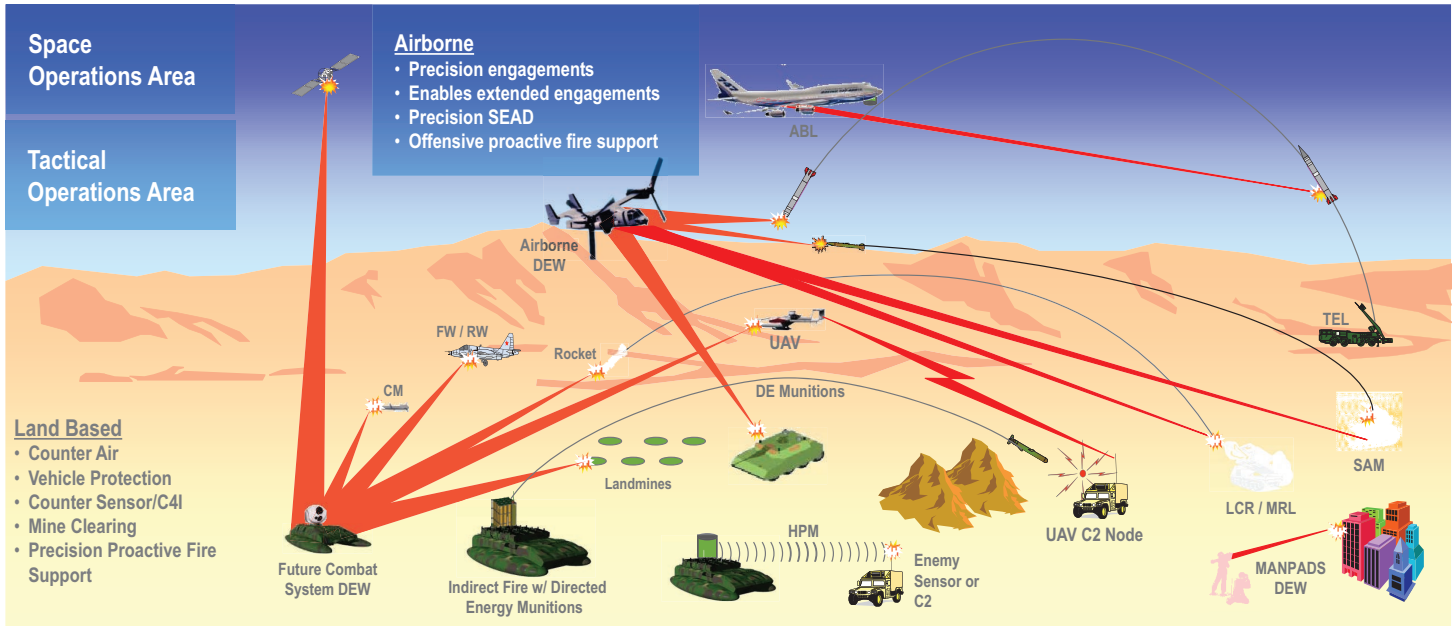 Space
Operations Area
Tactical
Operations Area
Airborne
• Precision engagements
• Enables extended engagements
• Precision SEAD
• Offensive proactive fire support
ABL
Airborne
DEW
TEL
FW / RW
Rocket
UAV
CM
DE Munitions
Land Based
• Counter Air
• Vehicle Protection
• Counter Sensor/C4I
• Mine Clearing
• Precision Proactive Fire
Support
Landmines
SAM
LCR / MRL
UAV C2 Node
HPM
Future Combat
System DEW
Indirect Fire w/ Directed
Energy Munitions
Enemy
Sensor or
C2
MANPADS
DEW